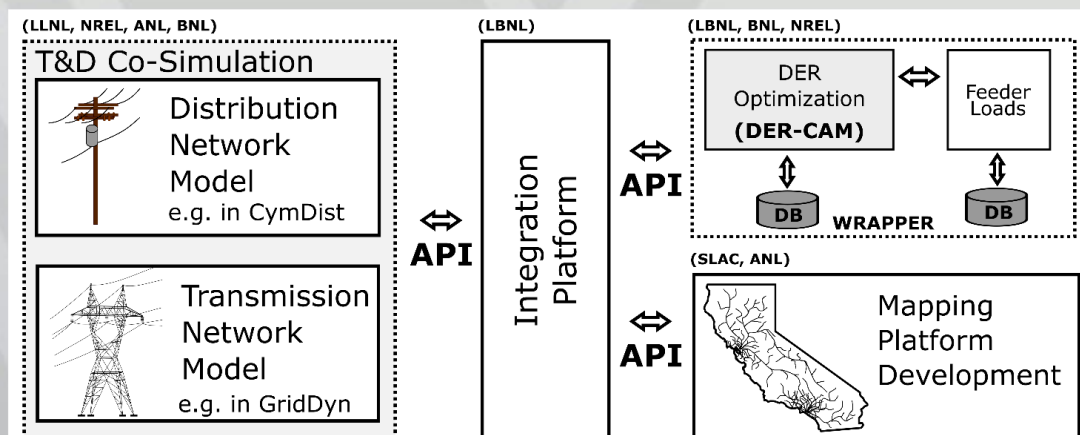 (LLNL, NREL, ANL, BNL)
T&D Co-Simulation
Distribution
Network
Model
e.g. in CymDist
Transmission
Network
Model
e.g. in GridDyn
API
(LBNL)
Integration
Platform
API
API
(LBNL, BNL, NREL)
DER
Optimization
(DER-CAM)
Feeder
Loads
DB
DB
WRAPPER
(SLAC, ANL)
Mapping
Platform
Development